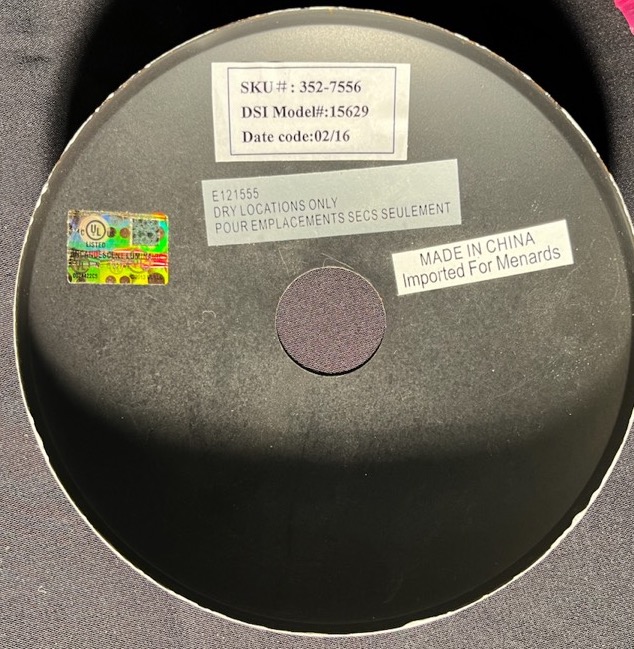 SKU#: 352-7556
DSI Model#:15629
Date code:02/16
E121555
DRY LOCATIONS ONLY
POUR EMPLACEMENTS SECS SEULEMENT
MADE IN CHINA
Imported For Menards
UL
LISTED